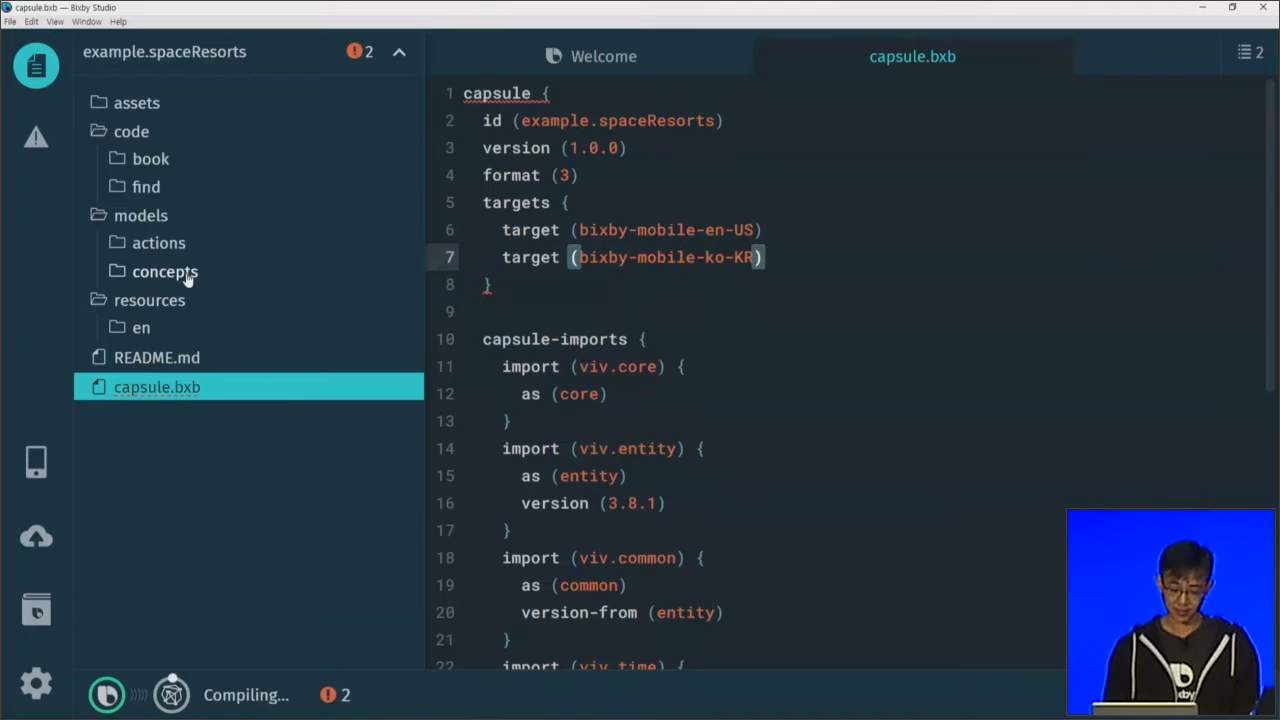 capsule.bxb — Bixby Studio
File Edit View Window Help
example.spaceResorts 2
Welcome
capsule.bxb
2
assets
code
book
find
models
actions
concepts
resources
en
README.md
capsule.bxb
1 capsule {
2 id (example.spaceResorts)
3 version (1.0.0)
4 format (3)
5 targets {
6 target (bixby-mobile-en-US)
7 target (bixby-mobile-ko-KR)
8 }
9
10 capsule-imports {
11 import (viv.core) {
12 as (core)
13 }
14 import (viv.entity) {
15 as (entity)
16 version (3.8.1)
17 }
18 import (viv.common) {
19 as (common)
20 version-from (entity)
21 }
22 import (viv.time) {
Compiling... 2